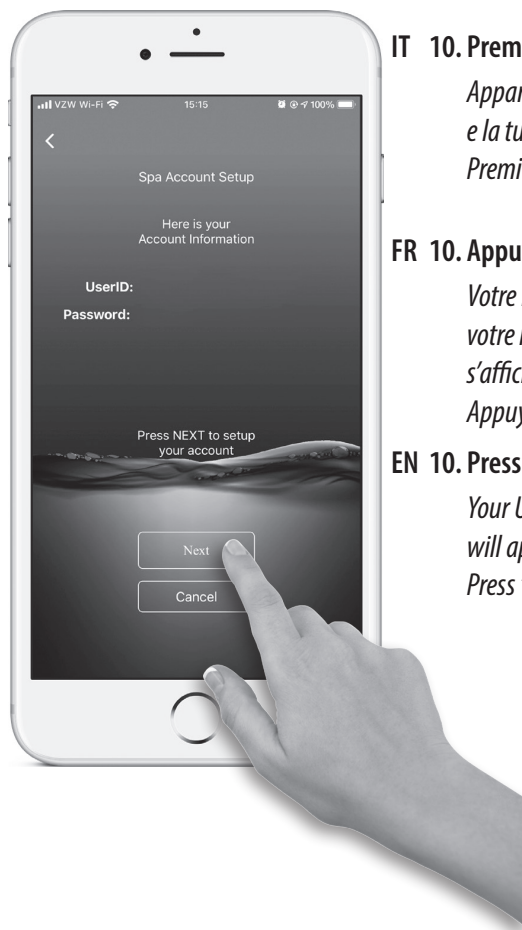 VZW Wi-Fi 15:15 100%
Spa Account Setup
Here is your
Account Information
UserID:
Password:
Press NEXT to setup
your account
Next
Cancel
IT 10. Prem
Appar
e la tu
Premi
FR 10. Appu
Votre
votre
s'affic
Appuy
EN 10. Press
Your U
will ap
Press